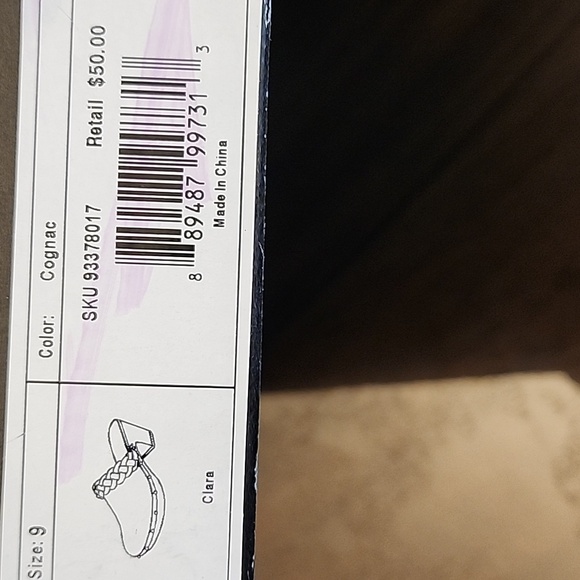 Size: 9
Color: Cognac
Clara
SKU 93378017 Retail $50.00
8 89487 99731 3
Made In China